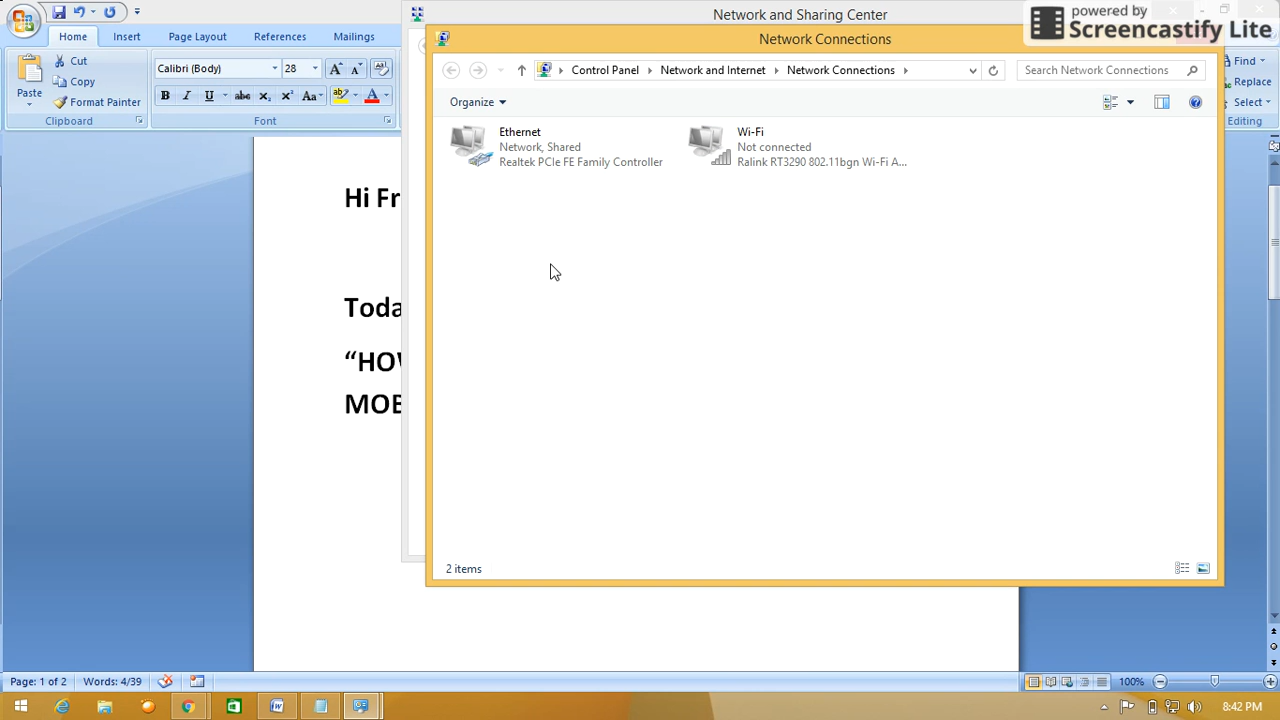 Home
Insert
Page Layout
References
Mailin
Network and Sharing Center
powered by
Screencastify Lite
Network Connections
Paste
Cut
Copy
Format Painter
Clipboard
Calibri (Body)
28
Font
Control Panel
Network and Internet
Network Connections
Search Network Connections
Find
Replace
Select
Editing
Organize
Ethernet
Network, Shared
Realtek PCIe FE Family Controller
Wi-Fi
Not connected
Ralink RT3290 802.11bgn Wi-Fi A...
Hi Fr
Toda
“HOW
MOB
2 items
Page: 1 of 2
Words: 4/39
100%
8:42 PM